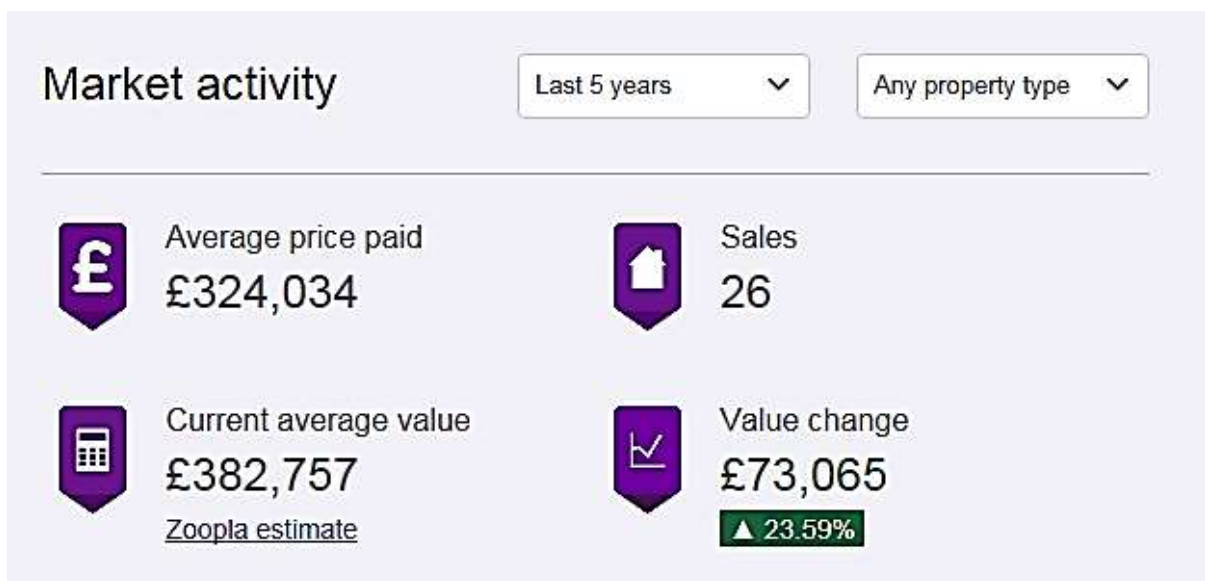 Market activity
Last 5 years
Any property type
Average price paid
£324,034
Sales
26
Current average value
£382,757
Zoopla estimate
Value change
£73,065
▲ 23.59%